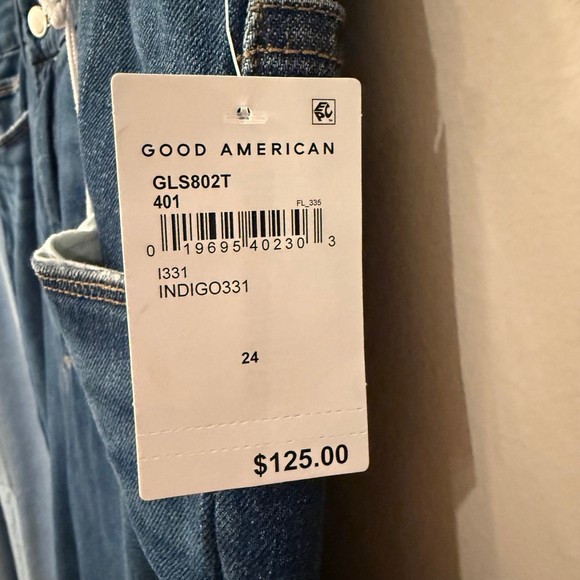 GOOD AMERICAN
GLS802T
401
FL_335
0 19695 40230 3
I331
INDIGO331
24
$125.00